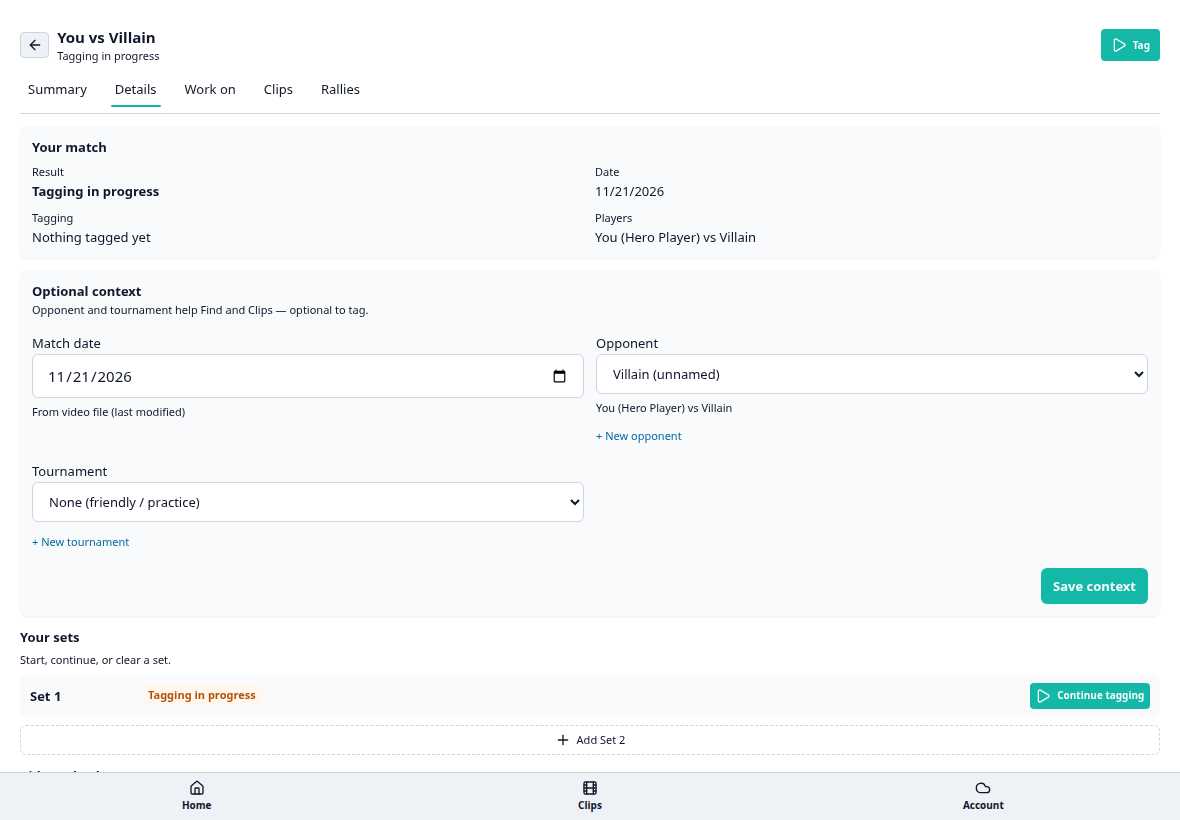 You vs Villain
Tagging in progress
Tag
Summary
Details
Work on
Clips
Rallies
Your match
Result
Tagging in progress
Date
11/21/2026
Tagging
Nothing tagged yet
Players
You (Hero Player) vs Villain
Optional context
Opponent and tournament help Find and Clips — optional to tag.
Match date
11/21/2026
From video file (last modified)
Opponent
Villain (unnamed)
You (Hero Player) vs Villain
+ New opponent
Tournament
None (friendly / practice)
+ New tournament
Save context
Your sets
Start, continue, or clear a set.
Set 1
Tagging in progress
Continue tagging
Add Set 2
Home
Clips
Account